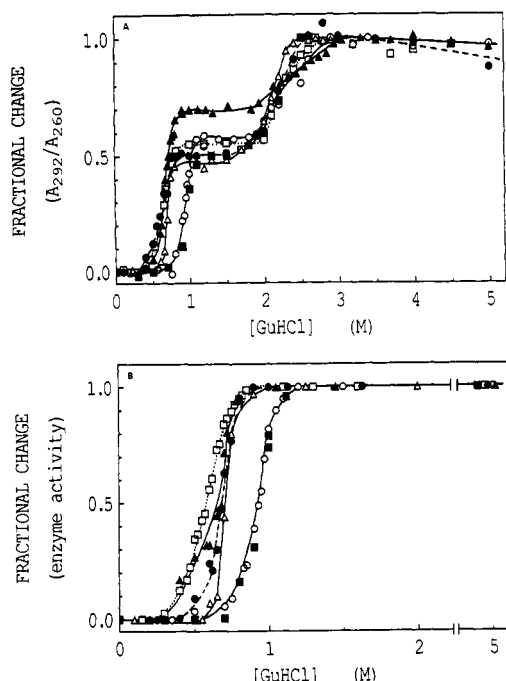 A
1.0
0.5
0.0
FRACTIONAL CHANGE
(A292/A260)
0 1 2 3 4 5
[GuHCl] (M)
B
1.0
0.5
0.0
FRACTIONAL CHANGE
(enzyme activity)
0 1 2 5
[GuHCl] (M)